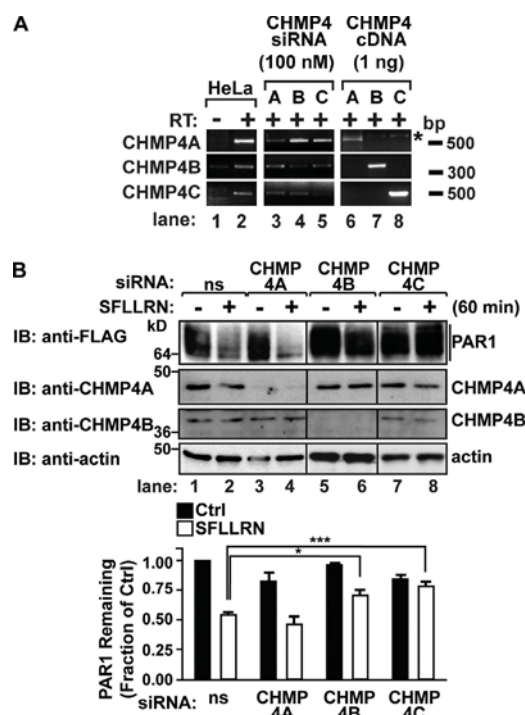 A
CHMP4 CHMP4
siRNA cDNA
(100 nM) (1 ng)
HeLa A B C A B C
RT: - + + + + + + + bp
CHMP4A * 500
CHMP4B 300
CHMP4C 500
lane: 1 2 3 4 5 6 7 8
B
siRNA: ns CHMP 4A CHMP 4B CHMP 4C
SFLLRN: - + - + - + - + (60 min)
kD
IB: anti-FLAG 64 PAR1
50
IB: anti-CHMP4A CHMP4A
IB: anti-CHMP4B 36 CHMP4B
50
IB: anti-actin actin
lane: 1 2 3 4 5 6 7 8
Ctrl
SFLLRN
***
*
PAR1 Remaining
(Fraction of Ctrl)
1.00
0.75
0.50
0.25
0.00
siRNA: ns CHMP 4A CHMP 4B CHMP 4C